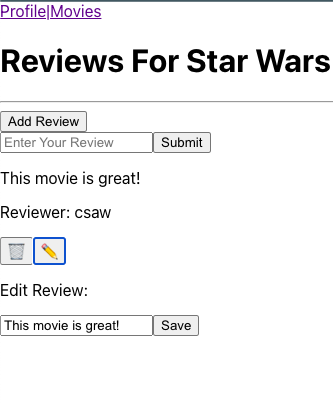 Profile|Movies
Reviews For Star Wars
Add Review
Enter Your Review Submit
This movie is great!
Reviewer: csaw
Edit Review:
This movie is great! Save